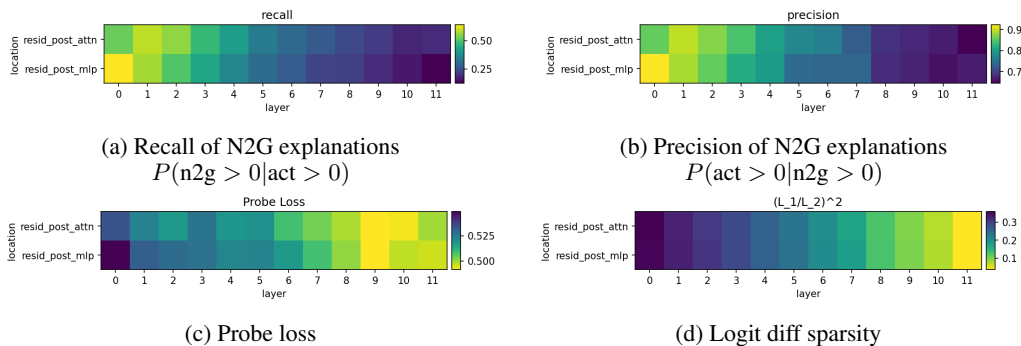 recall
location
resid_post_attn
resid_post_mlp
0 1 2 3 4 5 6 7 8 9 10 11
layer
0.50
0.25
(a) Recall of N2G explanations
P(n2g > 0|act > 0)
precision
location
resid_post_attn
resid_post_mlp
0 1 2 3 4 5 6 7 8 9 10 11
layer
0.9
0.8
0.7
(b) Precision of N2G explanations
P(act > 0|n2g > 0)
Probe Loss
location
resid_post_attn
resid_post_mlp
0 1 2 3 4 5 6 7 8 9 10 11
layer
0.525
0.500
(c) Probe loss
(L_1/L_2)^2
location
resid_post_attn
resid_post_mlp
0 1 2 3 4 5 6 7 8 9 10 11
layer
0.3
0.2
0.1
(d) Logit diff sparsity